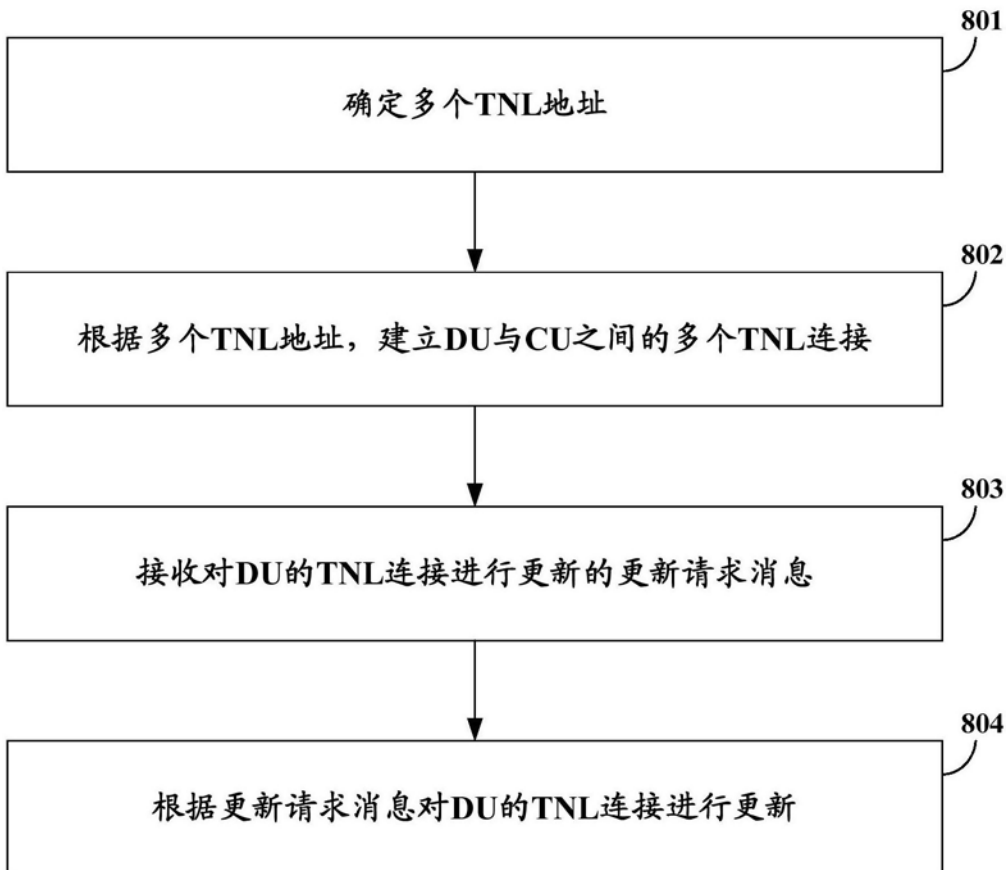 801
确定多个TNL地址
802
根据多个TNL地址，建立DU与CU之间的多个TNL连接
803
接收对DU的TNL连接进行更新的更新请求消息
804
根据更新请求消息对DU的TNL连接进行更新